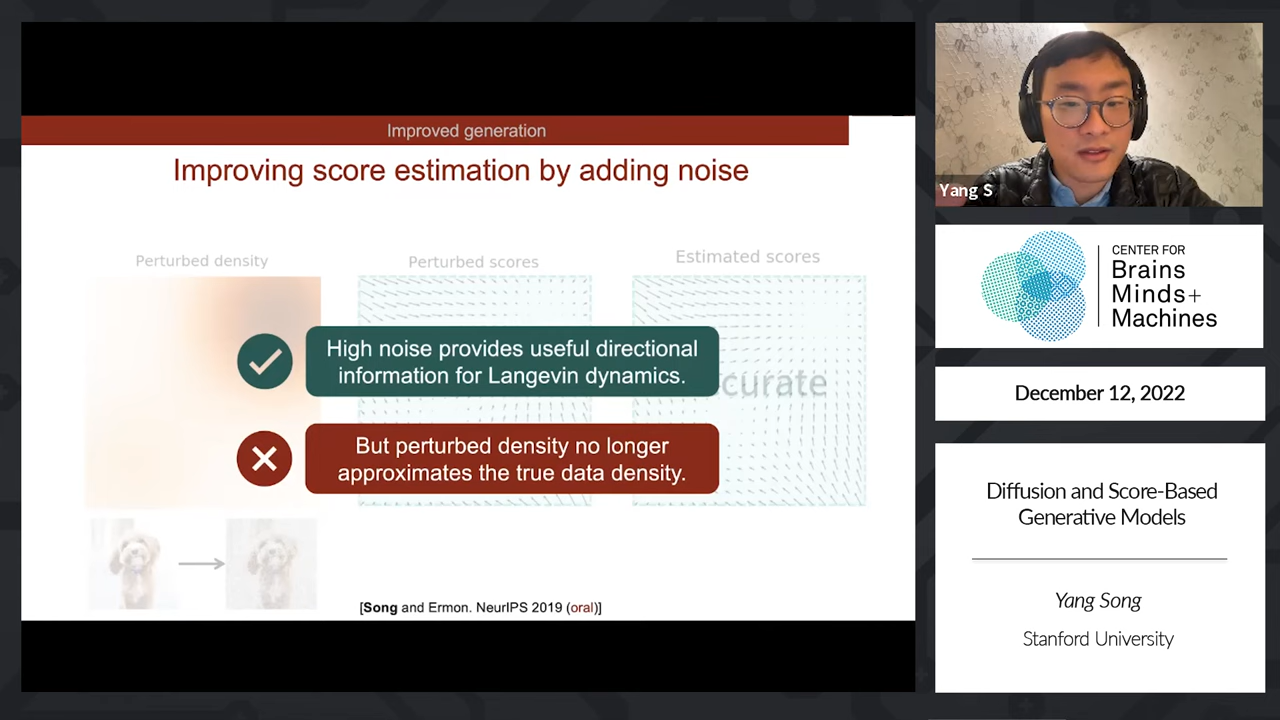 Improved generation
Improving score estimation by adding noise
Perturbed density
Perturbed scores
Estimated scores
High noise provides useful directional
information for Langevin dynamics.
But perturbed density no longer
approximates the true data density.
[Song and Ermon. NeurIPS 2019 (oral)]
Yang S
CENTER FOR
Brains
Minds+
Machines
December 12, 2022
Diffusion and Score-Based
Generative Models
Yang Song
Stanford University